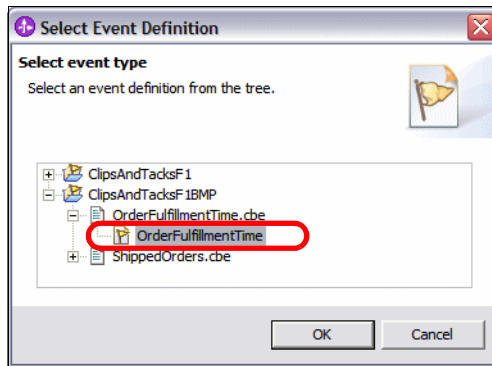 Select Event Definition
Select event type
Select an event definition from the tree.
ClipsAndTacksF1
ClipsAndTacksF1BMP
OrderFulfillmentTime.cbe
OrderFulfillmentTime
ShippedOrders.cbe
OK
Cancel